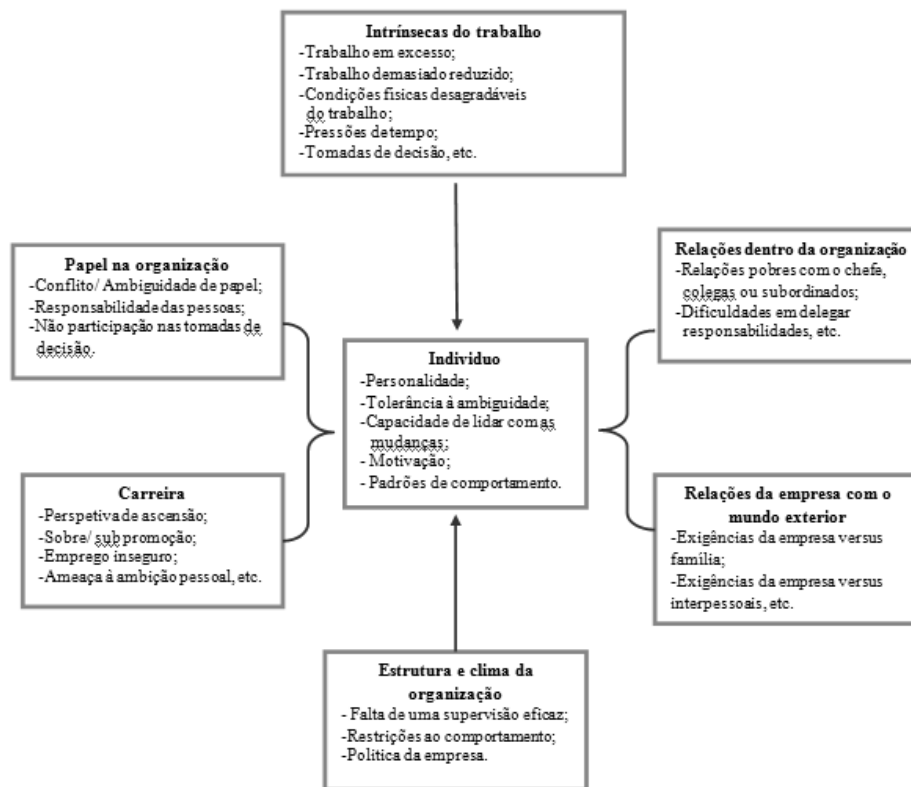 Intrínsecas do trabalho
-Trabalho em excesso;
-Trabalho demasiado reduzido;
-Condições físicas desagradáveis
do trabalho;
-Pressões de tempo;
-Tomadas de decisão, etc.
Papel na organização
-Conflito/ Ambiguidade de papel;
-Responsabilidade das pessoas;
-Não participação nas tomadas de
decisão.
Relações dentro da organização
-Relações pobres com o chefe,
colegas ou subordinados;
-Dificuldades em delegar
responsabilidades, etc.
Individuo
-Personalidade;
-Tolerância à ambiguidade;
-Capacidade de lidar com as
mudanças;
- Motivação;
- Padrões de comportamento.
Carreira
-Perspetiva de ascensão;
-Sobre/ sub promoção;
-Emprego inseguro;
-Ameaça à ambição pessoal, etc.
Relações da empresa com o
mundo exterior
-Exigências da empresa versus
família;
-Exigências da empresa versus
interpessoais, etc.
Estrutura e clima da
organização
- Falta de uma supervisão eficaz;
-Restrições ao comportamento;
-Politica da empresa.